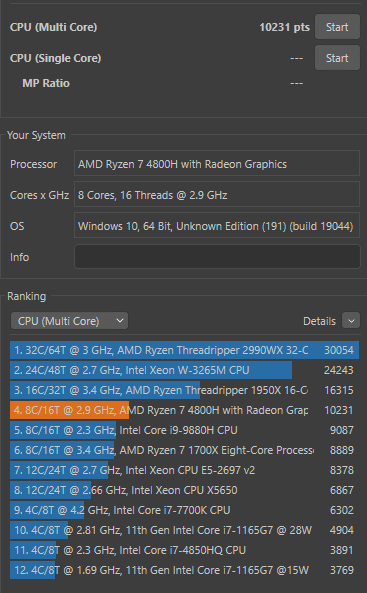 CPU (Multi Core) 10231 pts Start
CPU (Single Core) --- Start
MP Ratio ---
Your System
Processor AMD Ryzen 7 4800H with Radeon Graphics
Cores x GHz 8 Cores, 16 Threads @ 2.9 GHz
OS Windows 10, 64 Bit, Unknown Edition (191) (build 19044)
Info
Ranking
CPU (Multi Core) Details
1. 32C/64T @ 3 GHz, AMD Ryzen Threadripper 2990WX 32-C 30054
2. 24C/48T @ 2.7 GHz, Intel Xeon W-3265M CPU 24243
3. 16C/32T @ 3.4 GHz, AMD Ryzen Threadripper 1950X 16-Co 16315
4. 8C/16T @ 2.9 GHz, AMD Ryzen 7 4800H with Radeon Grap 10231
5. 8C/16T @ 2.3 GHz, Intel Core i9-9880H CPU 9087
6. 8C/16T @ 3.4 GHz, AMD Ryzen 7 1700X Eight-Core Processo 8889
7. 12C/24T @ 2.7 GHz, Intel Xeon CPU E5-2697 v2 8378
8. 12C/24T @ 2.66 GHz, Intel Xeon CPU X5650 6867
9. 4C/8T @ 4.2 GHz, Intel Core i7-7700K CPU 6302
10. 4C/8T @ 2.81 GHz, 11th Gen Intel Core i7-1165G7 @ 28W 4904
11. 4C/8T @ 2.3 GHz, Intel Core i7-4850HQ CPU 3891
12. 4C/8T @ 1.69 GHz, 11th Gen Intel Core i7-1165G7 @15W 3769